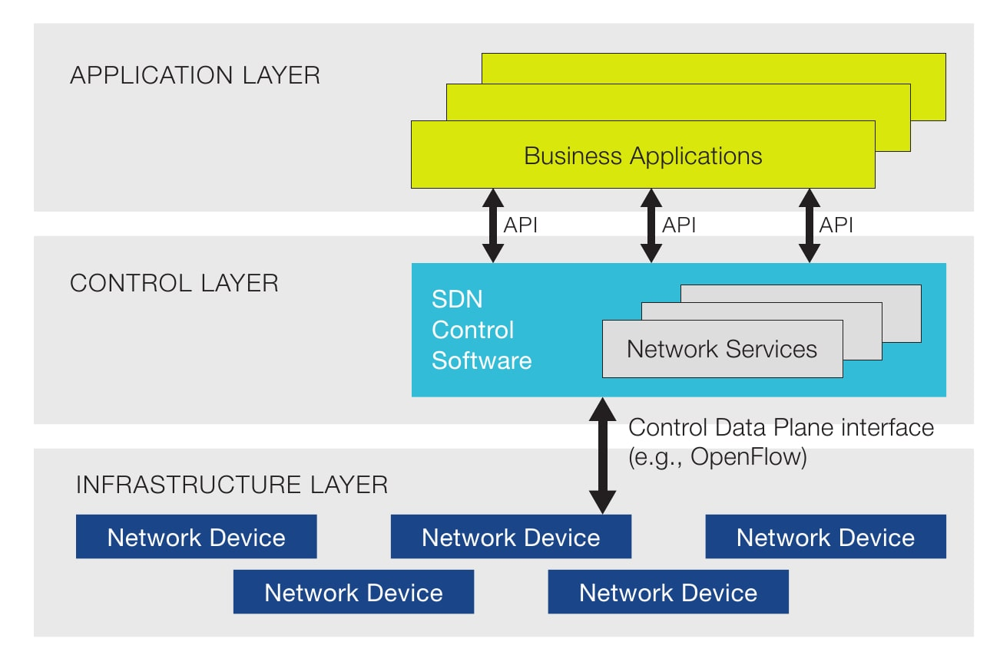 APPLICATION LAYER
Business Applications
API
API
API
CONTROL LAYER
SDN
Control
Software
Network Services
Control Data Plane interface
(e.g., OpenFlow)
INFRASTRUCTURE LAYER
Network Device
Network Device
Network Device
Network Device
Network Device